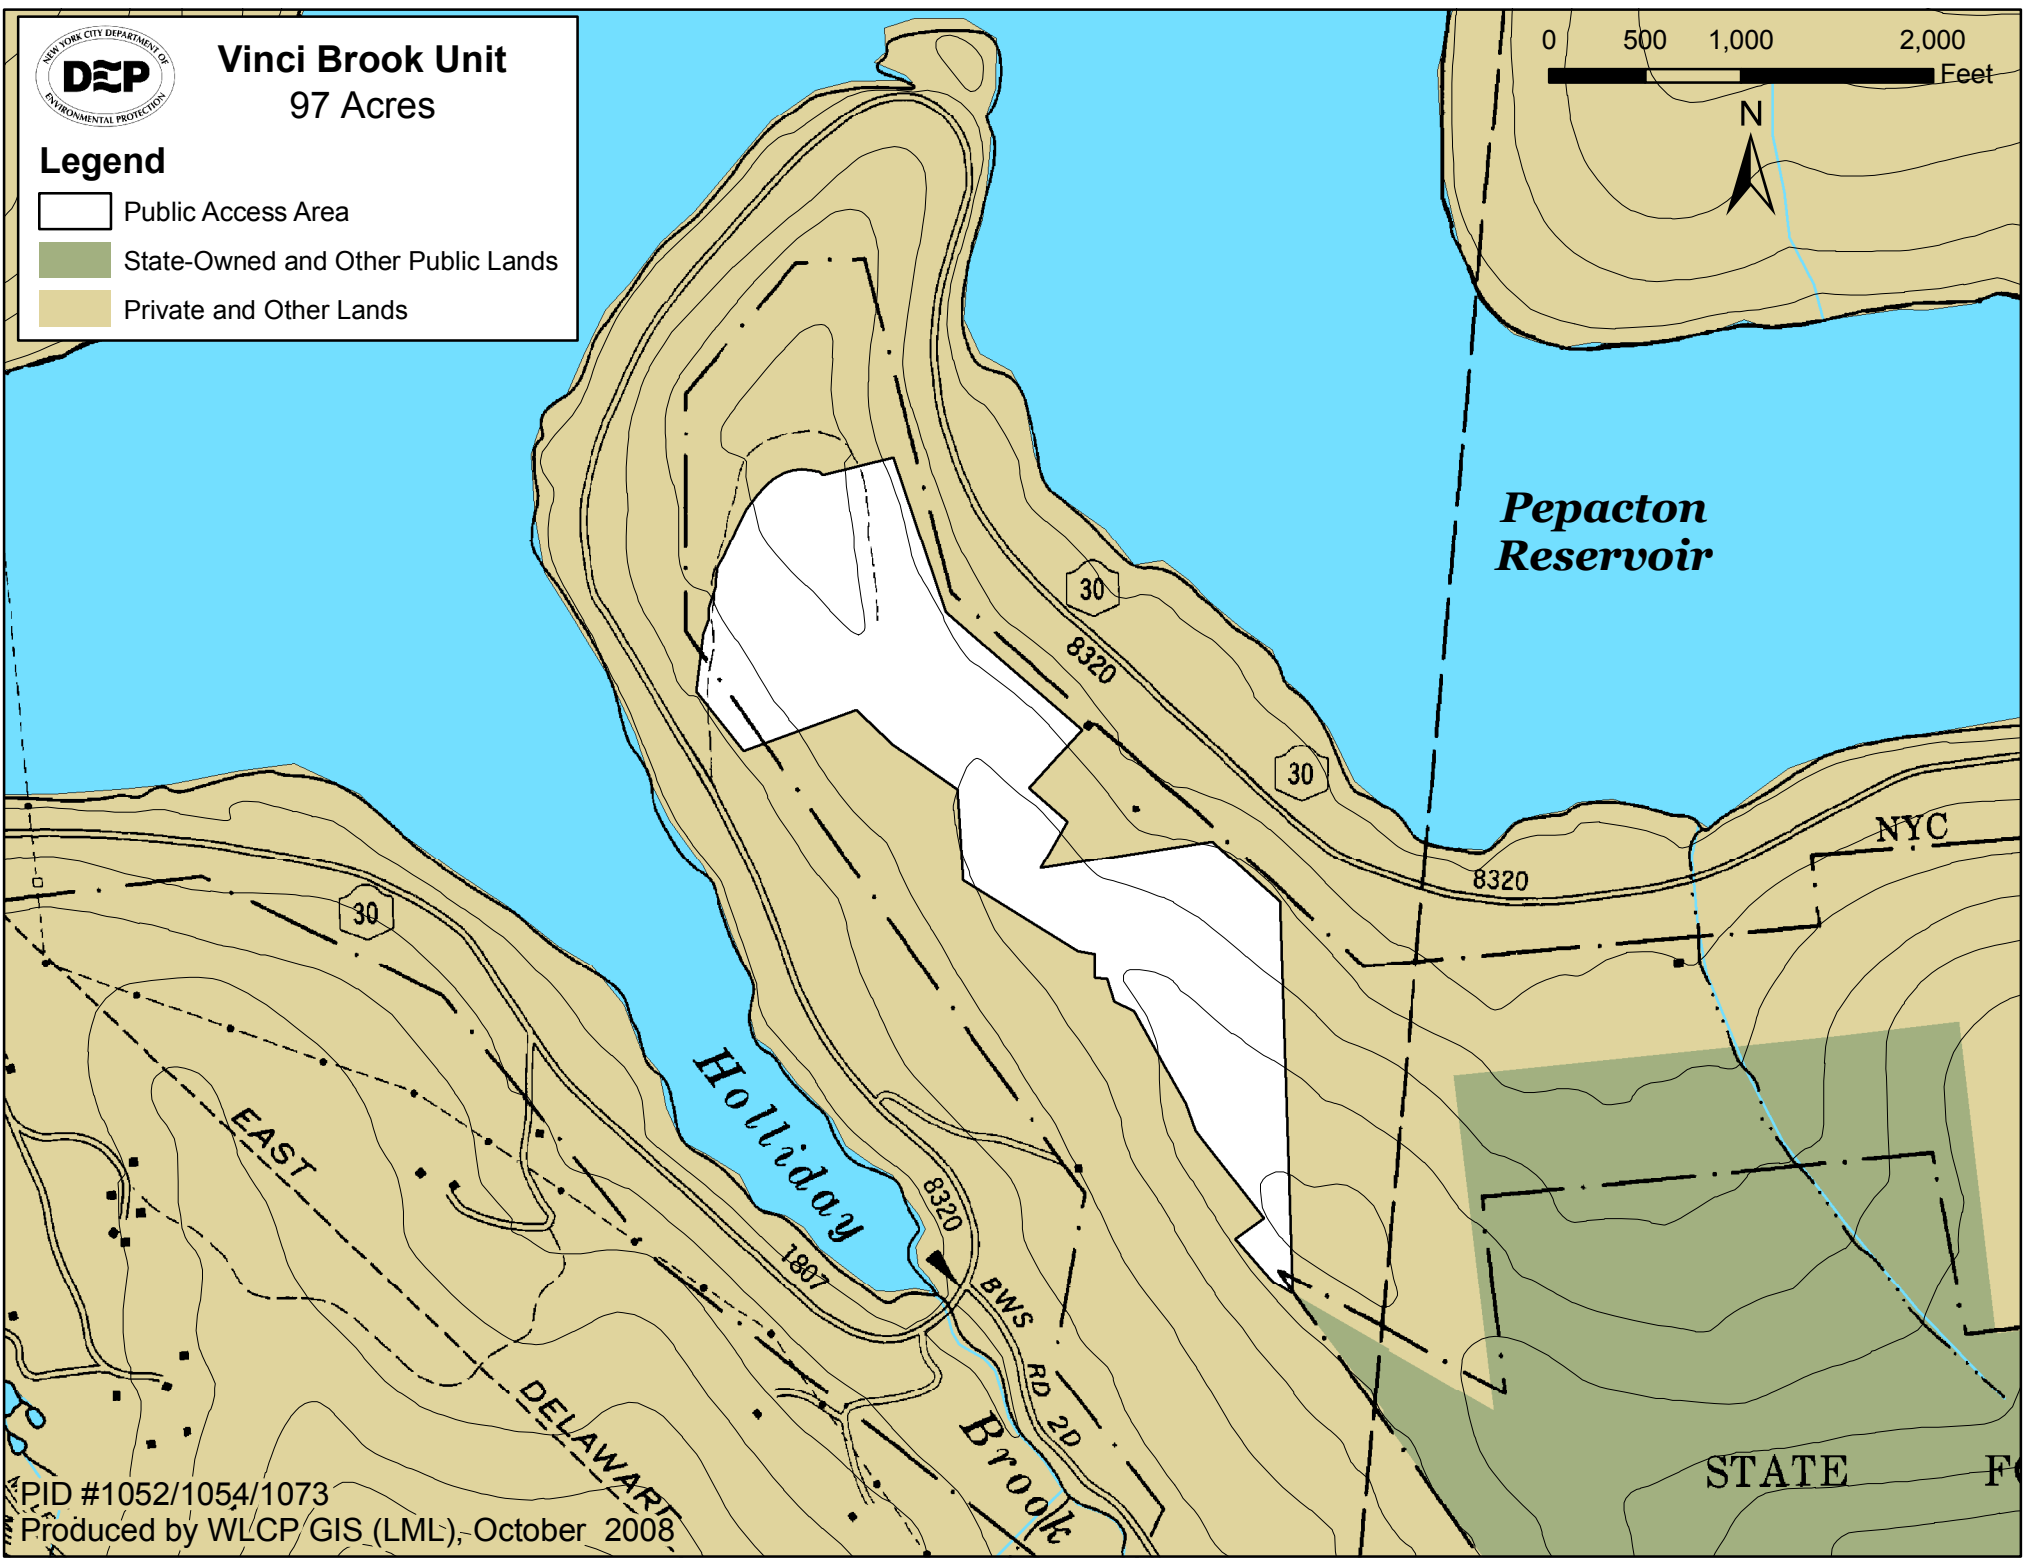 NEW YORK CITY DEPARTMENT OF
DEP
ENVIRONMENTAL PROTECTION
Vinci Brook Unit
97 Acres
Legend
Public Access Area
State-Owned and Other Public Lands
Private and Other Lands
0 500 1,000 2,000
Feet
N
Pepacton
Reservoir
30
8320
30
NYC
8320
30
Holliday
EAST
8320
1807
BWS
RD 2D
DELAWARE
Brook
STATE
PID #1052/1054/1073
Produced by WLCP GIS (LML), October 2008